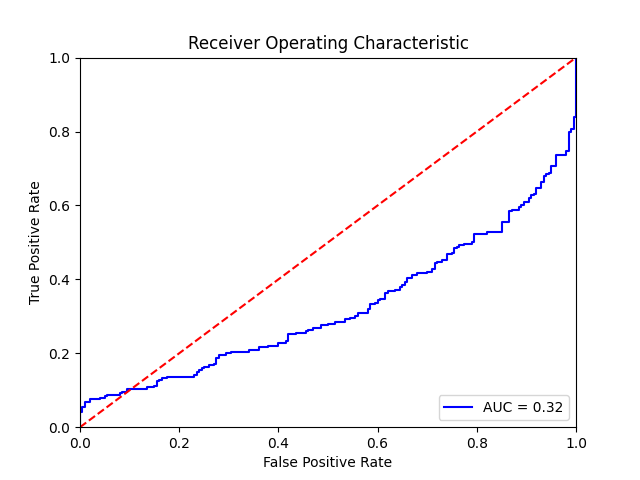 Receiver Operating Characteristic
True Positive Rate
1.0
0.8
0.6
0.4
0.2
0.0
AUC = 0.32
0.0 0.2 0.4 0.6 0.8 1.0
False Positive Rate